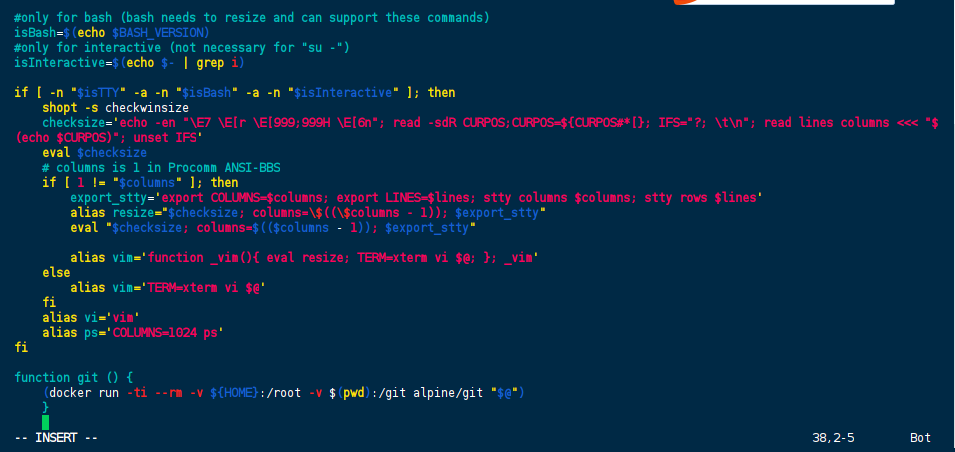 #only for bash (bash needs to resize and can support these commands)
isBash=$(echo $BASH_VERSION)
#only for interactive (not necessary for "su -")
isInteractive=$(echo $- | grep i)
if [ -n "$isTTY" -a -n "$isBash" -a -n "$isInteractive" ]; then
shopt -s checkwinsize
checksize='echo -en "\E7 \E[r \E[999;999H \E[6n"; read -sdR CURPOS;CURPOS=${CURPOS#*[}; IFS="?; \t\n"; read lines columns <<< "$
(echo $CURPOS)"; unset IFS'
eval $checksize
# columns is 1 in Procomm ANSI-BBS
if [ 1 != "$columns" ]; then
export_stty='export COLUMNS=$columns; export LINES=$lines; stty columns $columns; stty rows $lines'
alias resize="$checksize; columns=\$((\$columns - 1)); $export_stty"
eval "$checksize; columns=$(($columns - 1)); $export_stty"
alias vim='function _vim(){ eval resize; TERM=xterm vi $@; }; _vim'
else
alias vim='TERM=xterm vi $@'
fi
alias vi='vim'
alias ps='COLUMNS=1024 ps'
fi
function git () {
(docker run -ti --rm -v ${HOME}:/root -v $(pwd):/git alpine/git "$@")
}
-- INSERT -- 38,2-5 Bot